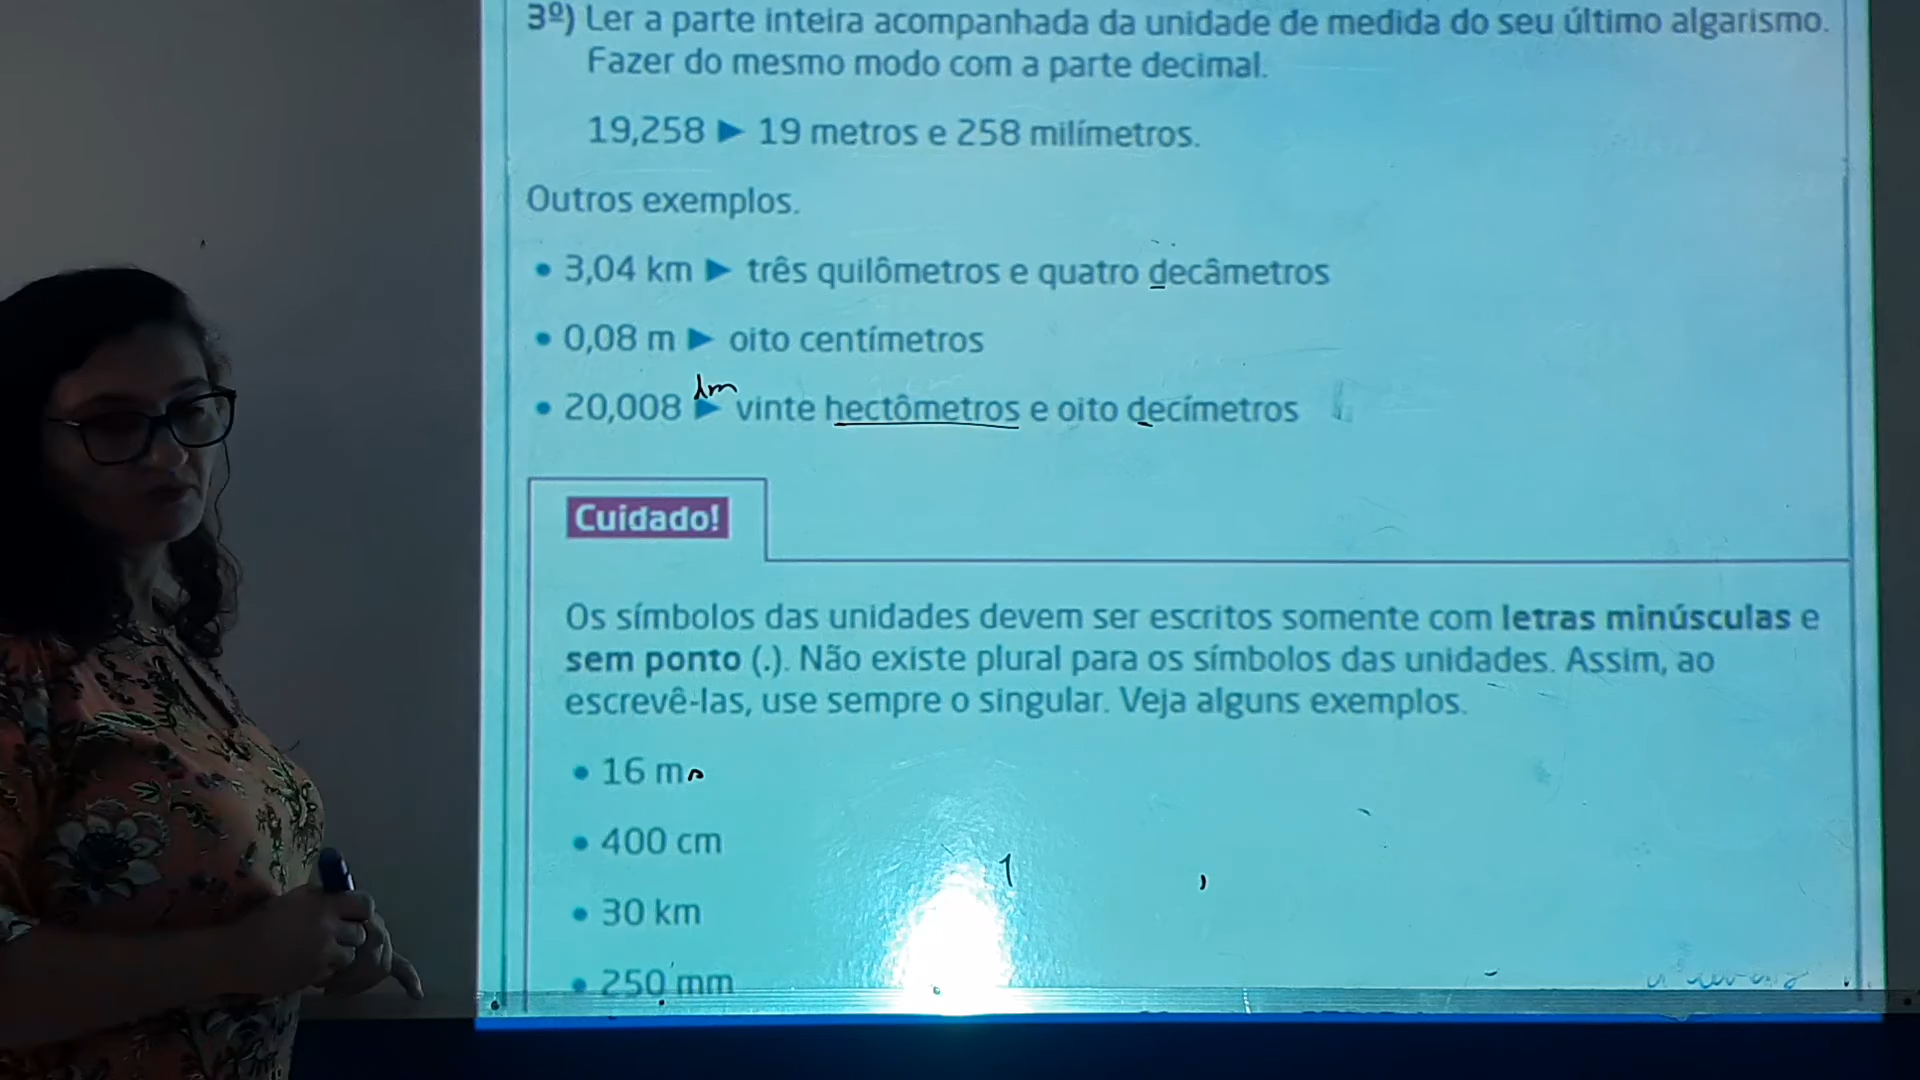 3º) Ler a parte inteira acompanhada da unidade de medida do seu último algarismo.
Fazer do mesmo modo com a parte decimal.
19,258 ► 19 metros e 258 milímetros.
Outros exemplos.
• 3,04 km ► três quilômetros e quatro decâmetros
• 0,08 m ► oito centímetros
hm
• 20,008 ► vinte hectômetros e oito decímetros
Cuidado!
Os símbolos das unidades devem ser escritos somente com letras minúsculas e
sem ponto (.). Não existe plural para os símbolos das unidades. Assim, ao
escrevê-las, use sempre o singular. Veja alguns exemplos.
• 16 m
• 400 cm
• 30 km
• 250 mm